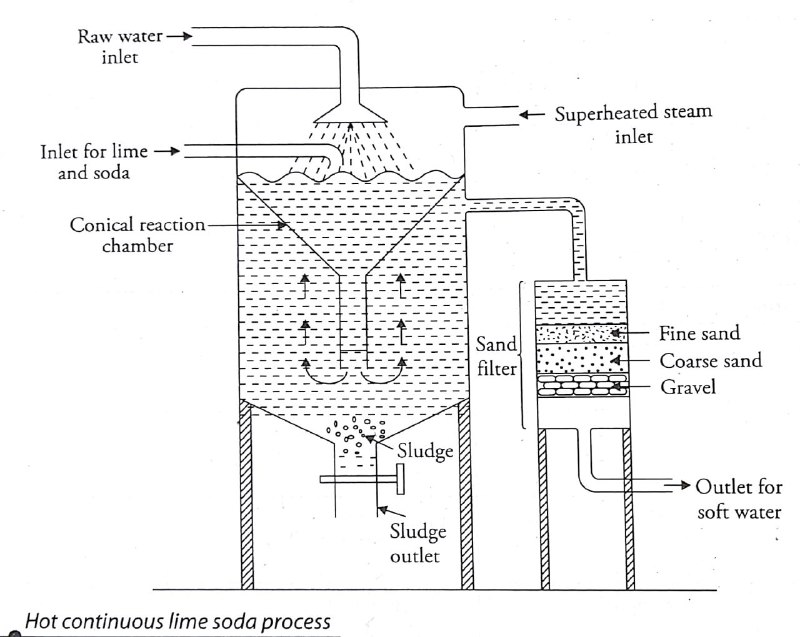 Raw water
inlet
Superheated steam
inlet
Inlet for lime
and soda
Conical reaction
chamber
Sand
filter
Fine sand
Coarse sand
Gravel
Sludge
Outlet for
soft water
Sludge
outlet
Hot continuous lime soda process